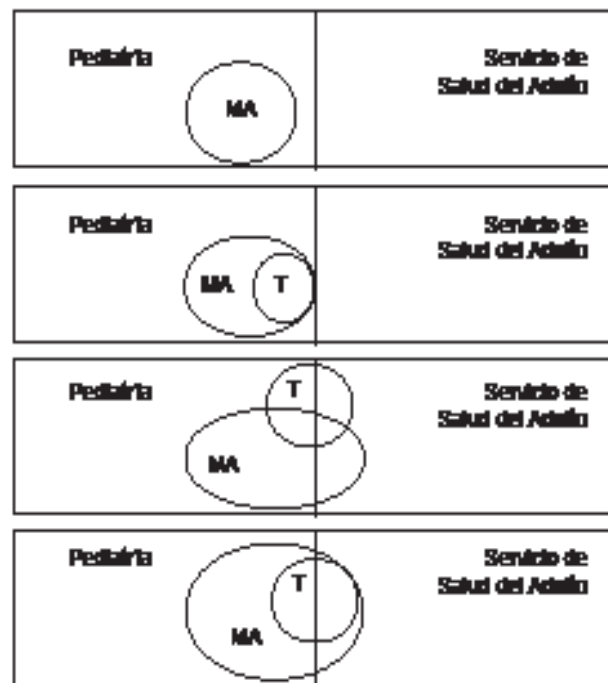 Pediatría
Servicio de
Salud del Adulto
MA
Pediatría
Servicio de
Salud del Adulto
MA
T
Pediatría
Servicio de
Salud del Adulto
T
MA
Pediatría
Servicio de
Salud del Adulto
T
MA